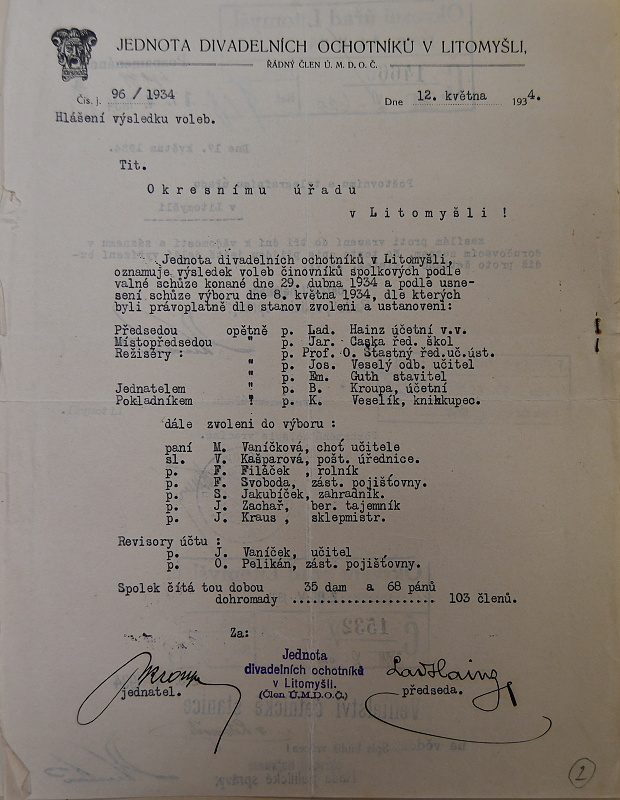 JEDNOTA DIVADELNÍCH OCHOTNÍKŮ V LITOMYŠLI,
ŘÁDNÝ ČLEN Ú. M. D. O. Č.
Čís. j. 96/1934 Dne 12. května 1934.
Hlášení výsledku voleb.
Tit.
Okresnímu úřadu
v Litomyšli!
Jednota divadelních ochotníků v Litomyšli,
oznamuje výsledek voleb činovníků spolkových podle
valné schůze konané dne 29. dubna 1934 a podle usne-
sení schůze výboru dne 8. května 1934, dle kterých
byli právoplatně dle stanov zvoleni a ustanoveni:
Předsedou opětně p. Lad. Hainz účetní v.v.
Místopředsedou " p. Jar. Caska řed. škol
Režiséry : p. Prof. O. Šťastný řed.uč.úst.
" p. Jos. Veselý odb. učitel
" p. Em. Guth stavitel
Jednatelem " p. B. Kroupa, účetní
Pokladníkem " p. K. Veselík, knihkupec.
dále zvoleni do výboru :
paní M. Vaníčková, choť učitele
sl. V. Kašparová, pošt. úřednice.
p. F. Filáček , rolník
p. F. Svoboda, zást. pojišťovny.
p. S. Jakubíček, zahradník.
p. J. Zachař, ber. tajemník
p. J. Kraus , sklepmistr.
Revisory účtu :
p. J. Vaníček, učitel
p. O. Pelikán, zást. pojišťovny.
Spolek čítá tou dobou 35 dam a 68 pánů
dohromady .................... 103 členů.
Za:
Jednota
divadelních ochotníků
v Litomyšli.
(Člen Ú.M.D.O.Č.)
BKroupa
jednatel.
Lad Hainz
předseda.
2